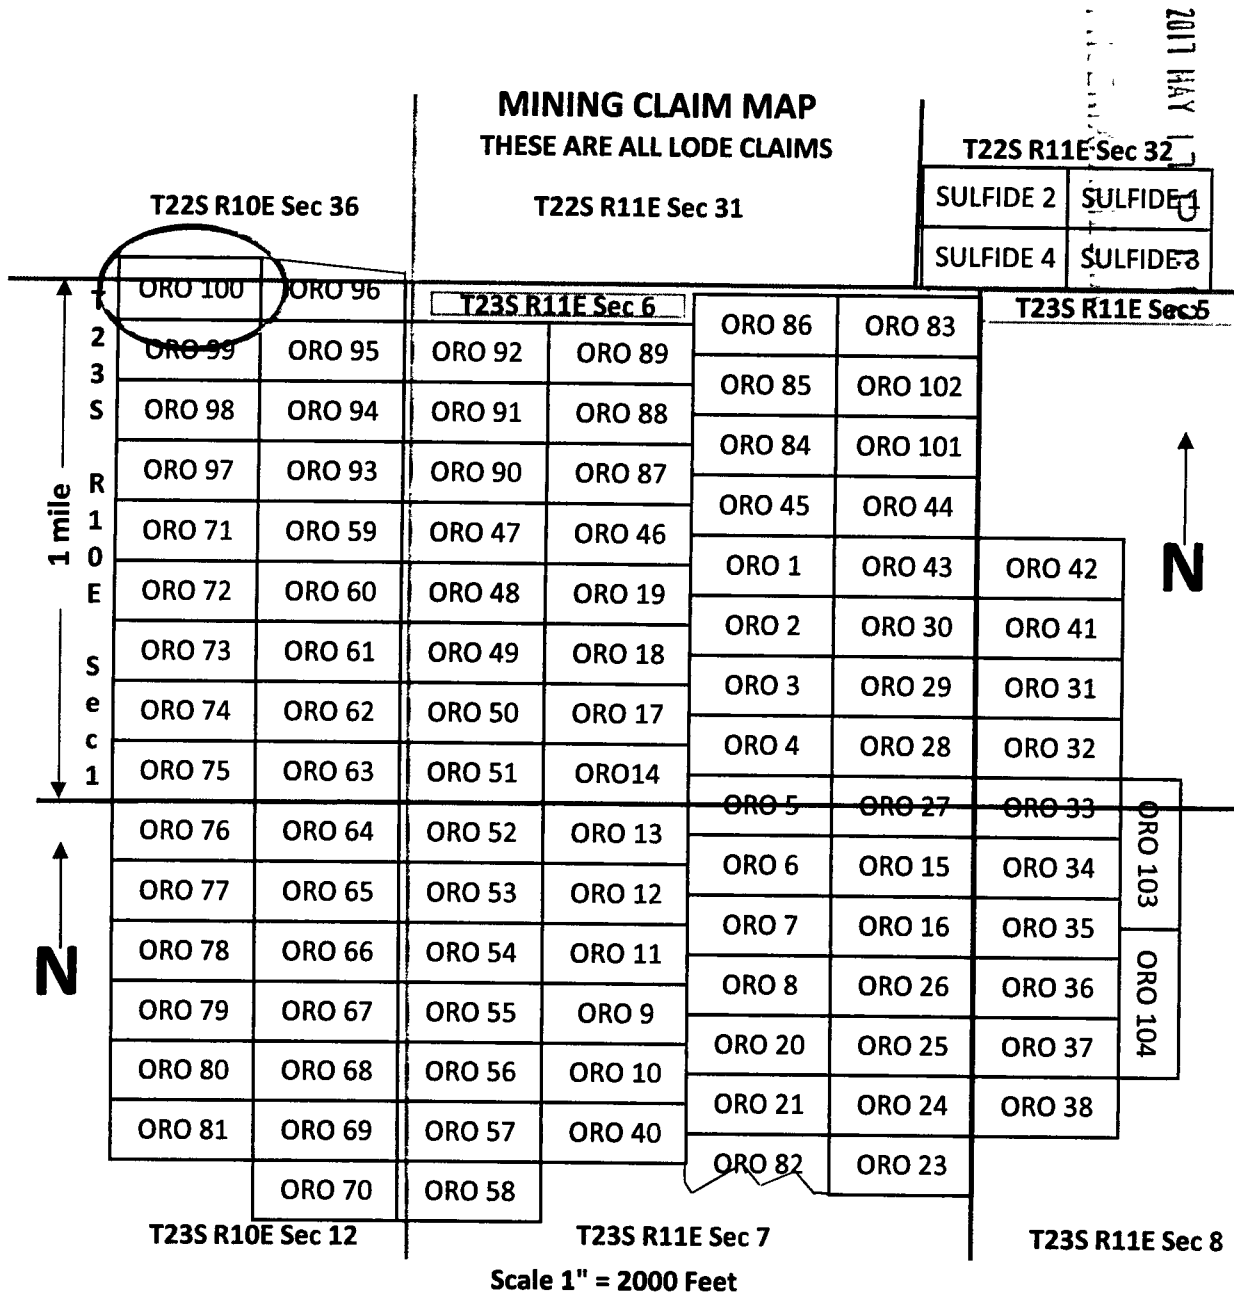 2017 MAY 17 P
MINING CLAIM MAP
THESE ARE ALL LODE CLAIMS
T22S R11E Sec 32
T22S R10E Sec 36
T22S R11E Sec 31
SULFIDE 2 SULFIDE 1
SULFIDE 4 SULFIDE 3
T23S R11E Sec 6
T23S R11E Sec 5
T23S R10E Sec 1
1 mile
N
N
ORO 100 ORO 96
ORO 86 ORO 83
ORO 99 ORO 95 ORO 92 ORO 89
ORO 85 ORO 102
ORO 98 ORO 94 ORO 91 ORO 88
ORO 84 ORO 101
ORO 97 ORO 93 ORO 90 ORO 87
ORO 45 ORO 44
ORO 71 ORO 59 ORO 47 ORO 46
ORO 1 ORO 43 ORO 42
ORO 72 ORO 60 ORO 48 ORO 19
ORO 2 ORO 30 ORO 41
ORO 73 ORO 61 ORO 49 ORO 18
ORO 3 ORO 29 ORO 31
ORO 74 ORO 62 ORO 50 ORO 17
ORO 4 ORO 28 ORO 32
ORO 75 ORO 63 ORO 51 ORO14
ORO 5 ORO 27 ORO 33
ORO 103
ORO 76 ORO 64 ORO 52 ORO 13
ORO 6 ORO 15 ORO 34
ORO 77 ORO 65 ORO 53 ORO 12
ORO 7 ORO 16 ORO 35
ORO 78 ORO 66 ORO 54 ORO 11
ORO 8 ORO 26 ORO 36
ORO 104
ORO 79 ORO 67 ORO 55 ORO 9
ORO 20 ORO 25 ORO 37
ORO 80 ORO 68 ORO 56 ORO 10
ORO 21 ORO 24 ORO 38
ORO 81 ORO 69 ORO 57 ORO 40
ORO 82 ORO 23
ORO 70 ORO 58
T23S R10E Sec 12
T23S R11E Sec 7
T23S R11E Sec 8
Scale 1" = 2000 Feet